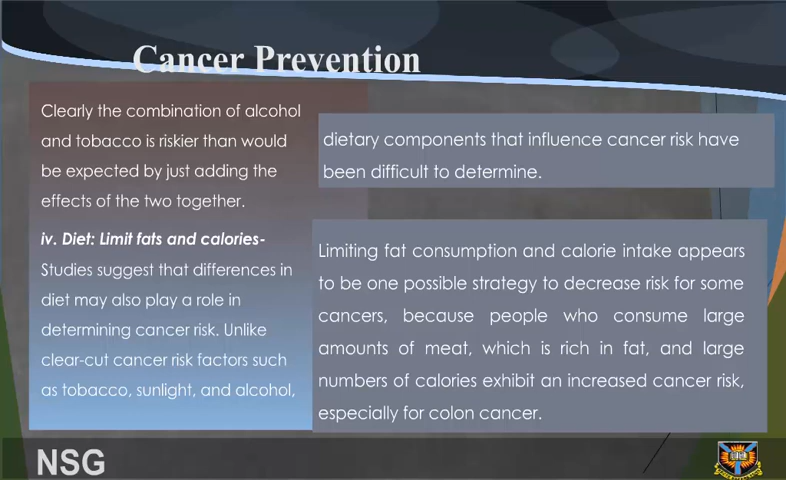 Cancer Prevention
Clearly the combination of alcohol
and tobacco is riskier than would
be expected by just adding the
effects of the two together.
iv. Diet: Limit fats and calories-
Studies suggest that differences in
diet may also play a role in
determining cancer risk. Unlike
clear-cut cancer risk factors such
as tobacco, sunlight, and alcohol,
dietary components that influence cancer risk have
been difficult to determine.
Limiting fat consumption and calorie intake appears
to be one possible strategy to decrease risk for some
cancers, because people who consume large
amounts of meat, which is rich in fat, and large
numbers of calories exhibit an increased cancer risk,
especially for colon cancer.
NSG